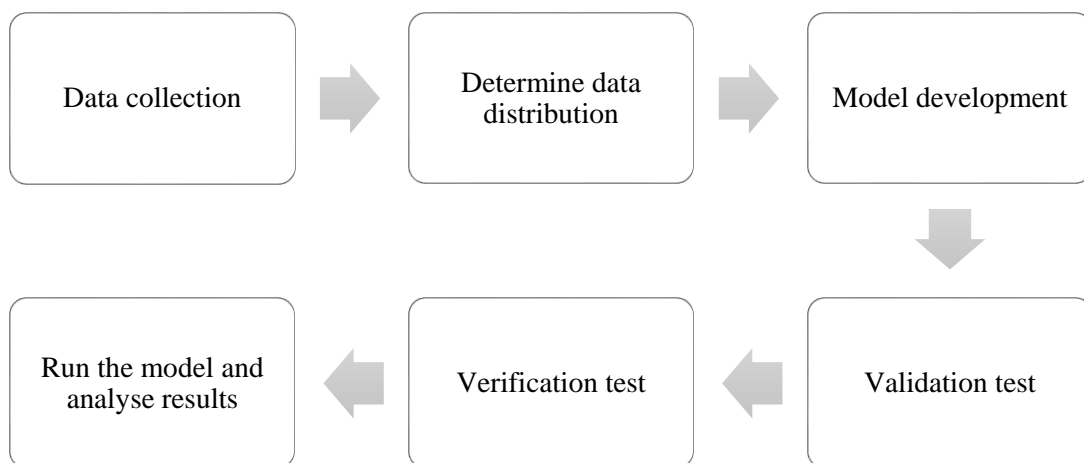 Data collection
Determine data
distribution
Model development
Validation test
Verification test
Run the model and
analyse results